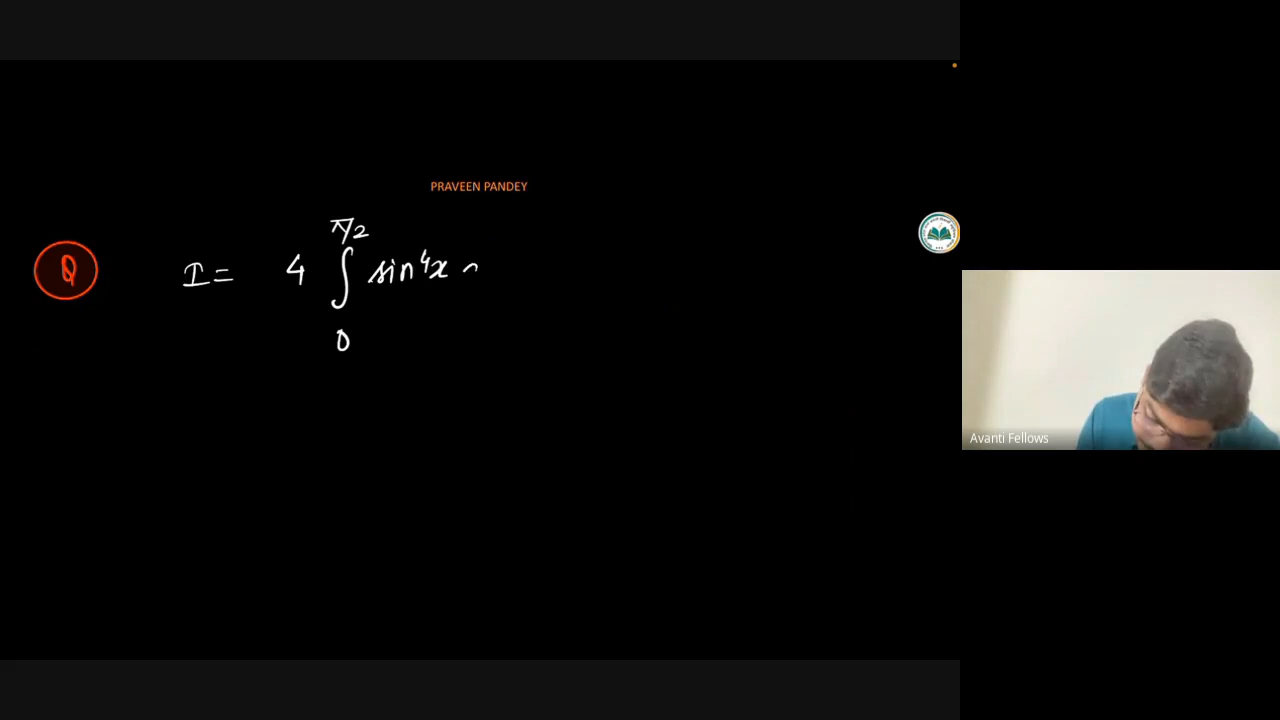 PRAVEEN PANDEY
Q I = 4 ∫₀^π/2 sin⁴x
Avanti Fellows